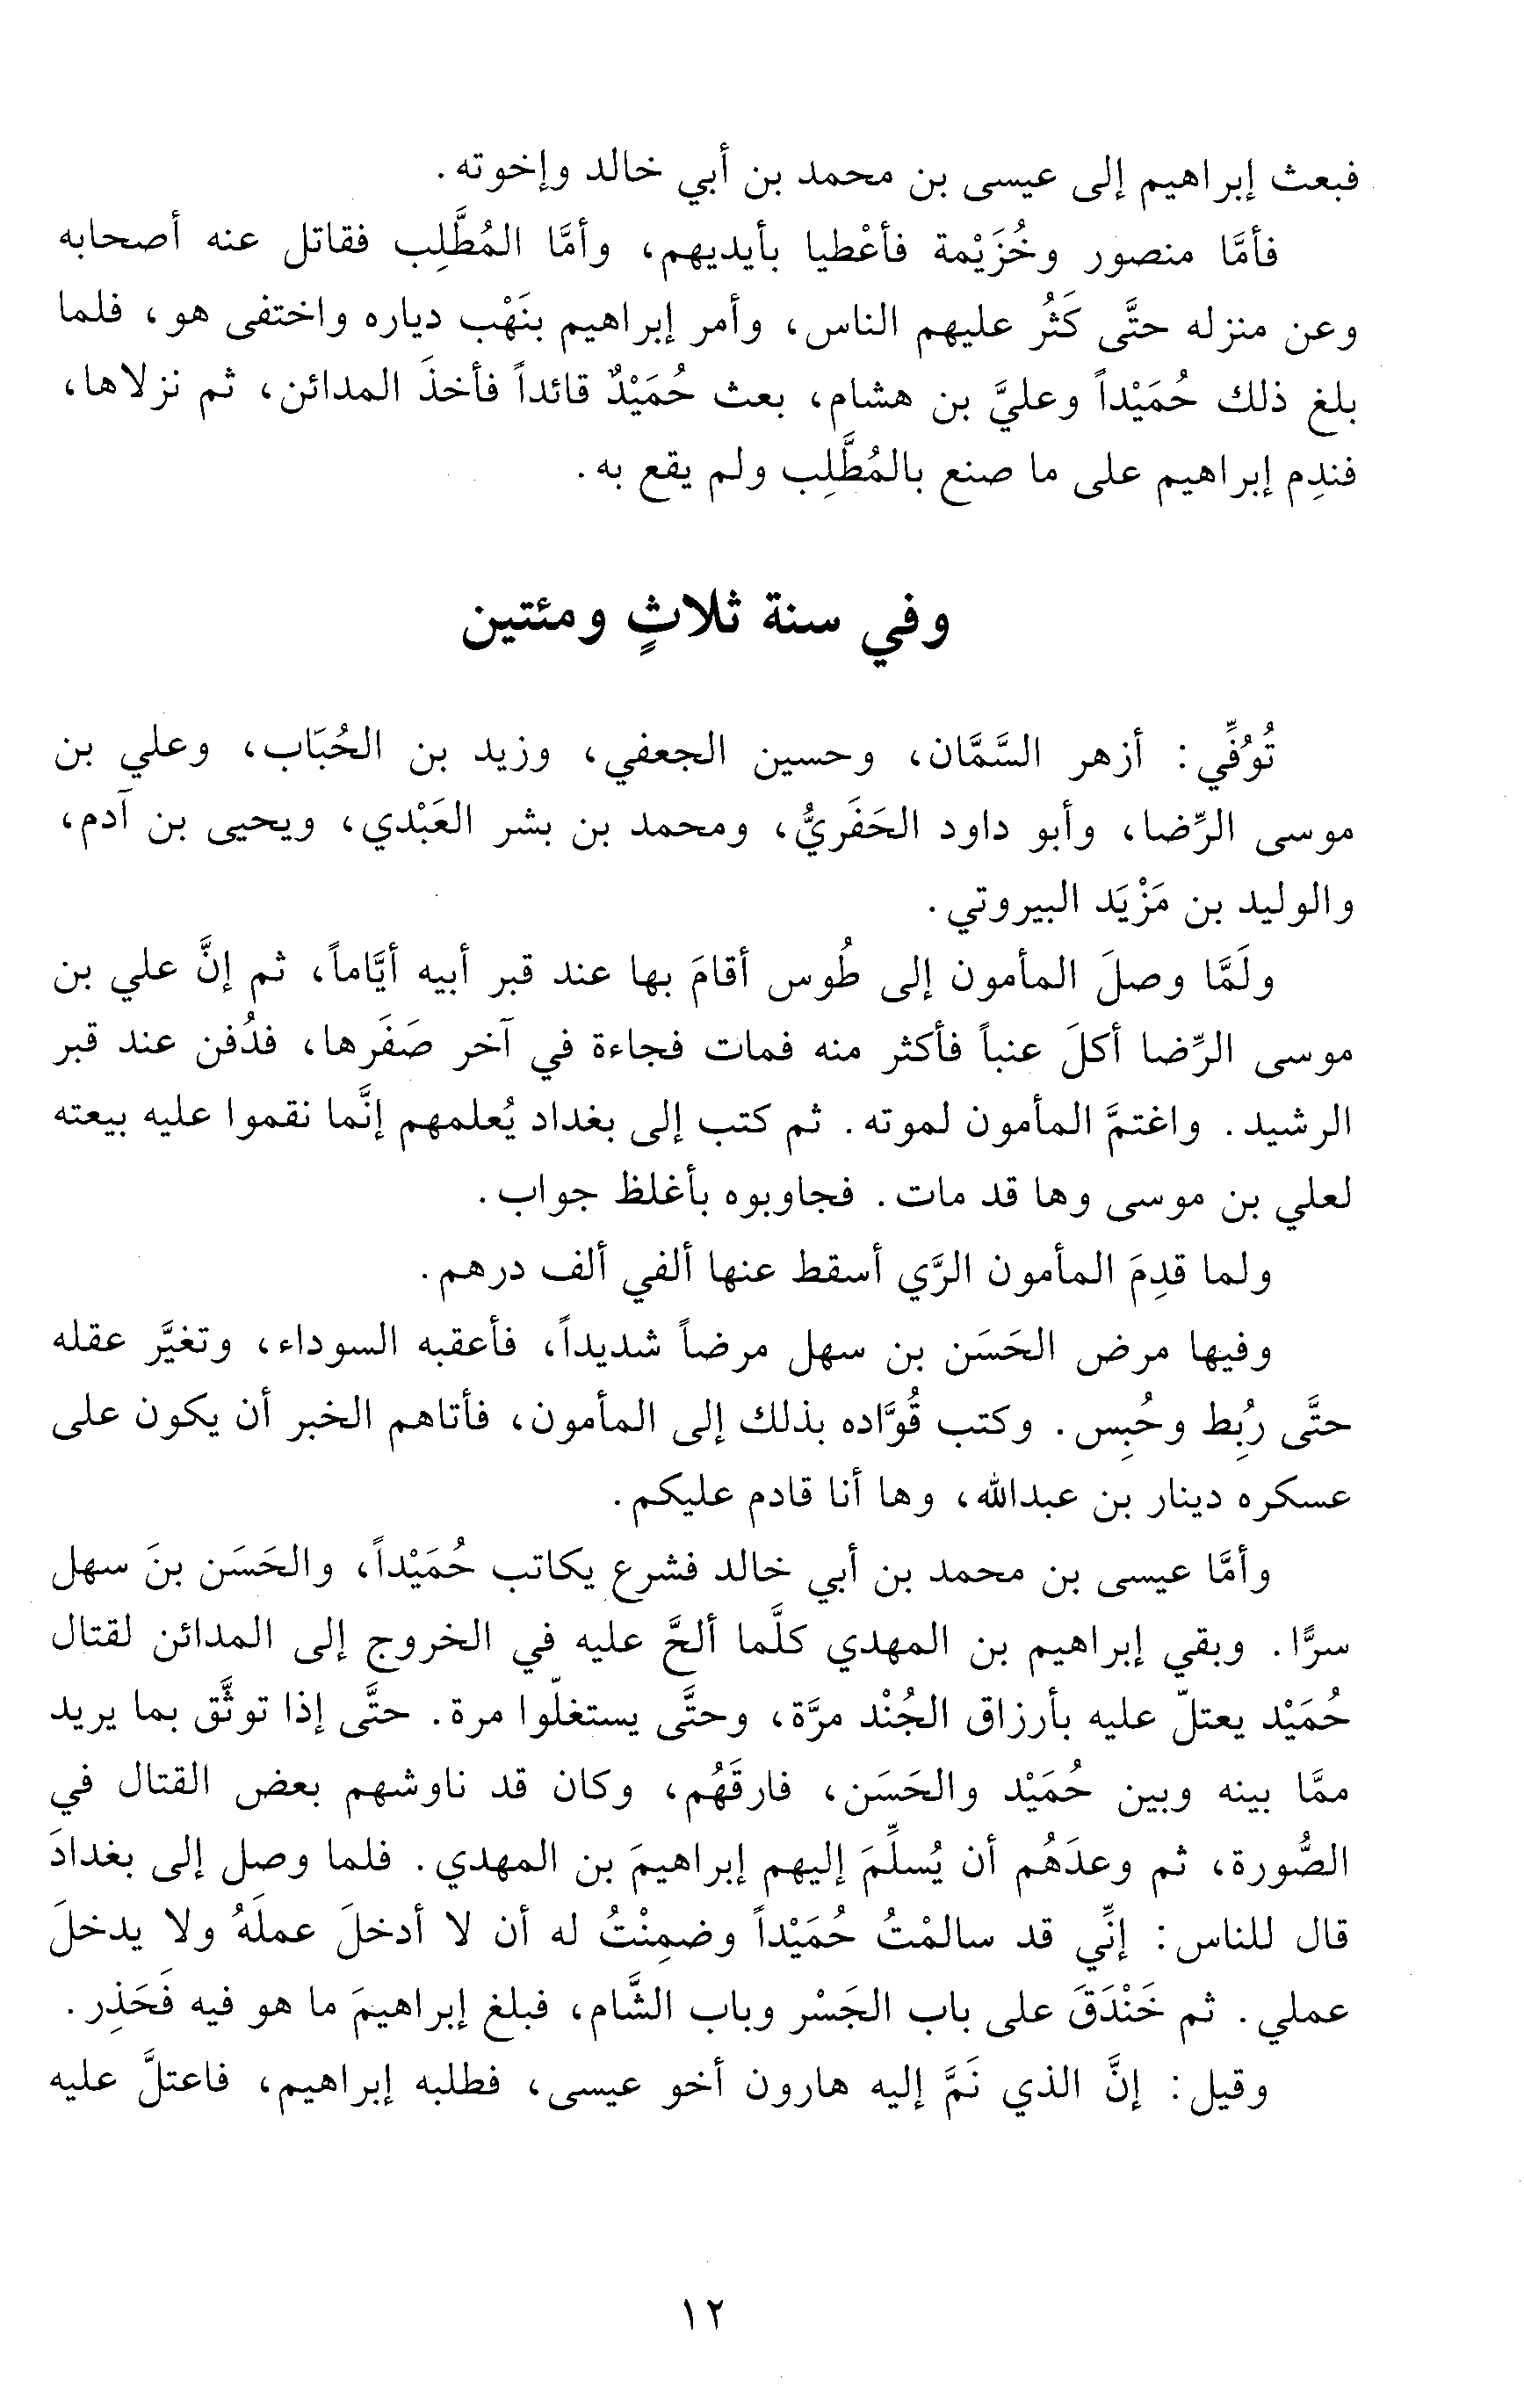 فبعث إبراهيم إلى عيسى بن محمد بن أبي خالد وإخوته.
فأمَّا منصور وخُزَيْمة فأعْطيا بأيديهم، وأمَّا المُطَّلِب فقاتل عنه أصحابه
وعن منزله حتَّى كَثُر عليهم الناس، وأمر إبراهيم بنَهْب دياره واختفى هو، فلما
بلغ ذلك حُمَيْداً وعليَّ بن هشام، بعث حُمَيْدٌ قائداً فأخذَ المدائن، ثم نزلاها،
فندِم إبراهيم على ما صنع بالمُطَّلِب ولم يقع به.
وفي سنة ثلاثٍ ومئتين
تُوُفِّي: أزهر السَّمَّان، وحسين الجعفي، وزيد بن الحُبَاب، وعلي بن
موسى الرِّضا، وأبو داود الحَفَريُّ، ومحمد بن بشر العَبْدي، ويحيى بن آدم،
والوليد بن مَزْيَد البيروتي.
ولَمَّا وصلَ المأمون إلى طُوس أقامَ بها عند قبر أبيه أيَّاماً، ثم إنَّ علي بن
موسى الرِّضا أكلَ عنباً فأكثر منه فمات فجاءة في آخر صَفَرها، فدُفن عند قبر
الرشيد. واغتمَّ المأمون لموته. ثم كتب إلى بغداد يُعلمهم إنَّما نقموا عليه بيعته
لعلي بن موسى وها قد مات. فجاوبوه بأغلظ جواب.
ولما قدِمَ المأمون الرَّي أسقط عنها ألفي ألف درهم.
وفيها مرض الحَسَن بن سهل مرضاً شديداً، فأعقبه السوداء، وتغيَّر عقله
حتَّى رُبِط وحُبِس. وكتب قُوَّاده بذلك إلى المأمون، فأتاهم الخبر أن يكون على
عسكره دينار بن عبدالله، وها أنا قادم عليكم.
وأمَّا عيسى بن محمد بن أبي خالد فشرع يكاتب حُمَيْداً، والحَسَن بنَ سهل
سرًّا. وبقي إبراهيم بن المهدي كلَّما ألحَّ عليه في الخروج إلى المدائن لقتال
حُمَيْد يعتلّ عليه بأرزاق الجُنْد مرَّة، وحتَّى يستغلّوا مرة. حتَّى إذا توثَّق بما يريد
ممَّا بينه وبين حُمَيْد والحَسَن، فارقَهُم، وكان قد ناوشهم بعض القتال في
الصُّورة، ثم وعدَهُم أن يُسلِّمَ إليهم إبراهيمَ بن المهدي. فلما وصل إلى بغدادَ
قال للناس: إنِّي قد سالمْتُ حُمَيْداً وضمِنْتُ له أن لا أدخلَ عملَهُ ولا يدخلَ
عملي. ثم خَنْدَقَ على باب الجَسْر وباب الشَّام، فبلغ إبراهيمَ ما هو فيه فَحَذِر.
وقيل: إنَّ الذي نَمَّ إليه هارون أخو عيسى، فطلبه إبراهيم، فاعتلَّ عليه
١٢